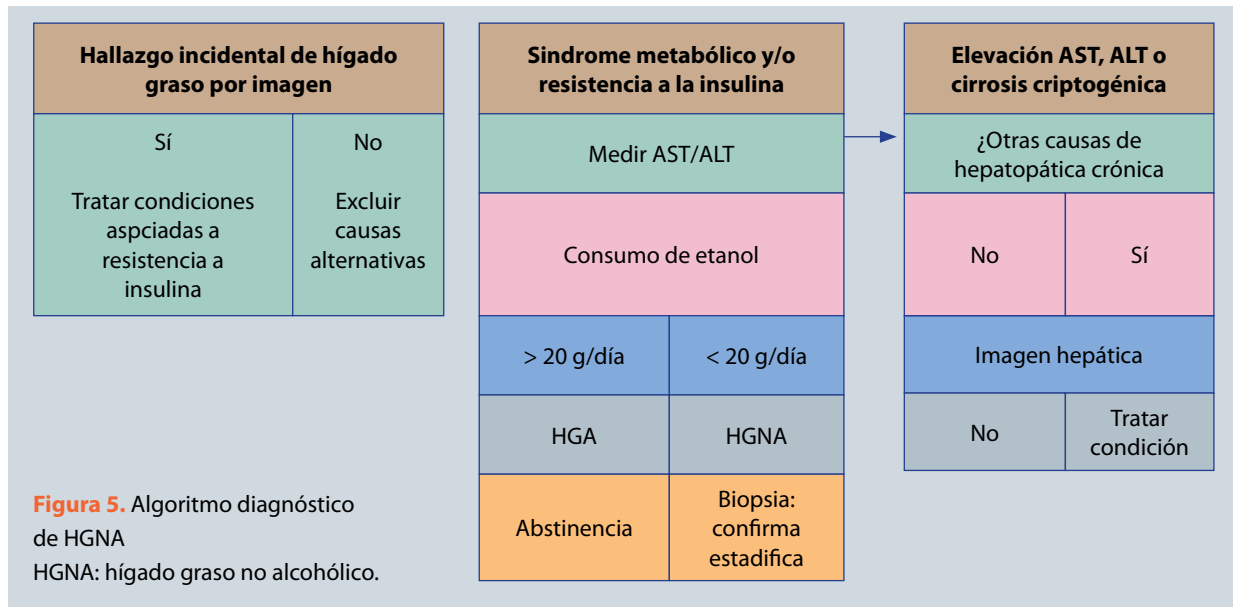 Hallazgo incidental de hígado
graso por imagen
Sí
No
Tratar condiciones
aspciadas a
resistencia a
insulina
Excluir
causas
alternativas
Sindrome metabólico y/o
resistencia a la insulina
Medir AST/ALT
Consumo de etanol
> 20 g/día
< 20 g/día
HGA
HGNA
Abstinencia
Biopsia:
confirma
estadifica
Elevación AST, ALT o
cirrosis criptogénica
¿Otras causas de
hepatopática crónica
No
Sí
Imagen hepática
No
Tratar
condición
Figura 5. Algoritmo diagnóstico
de HGNA
HGNA: hígado graso no alcohólico.